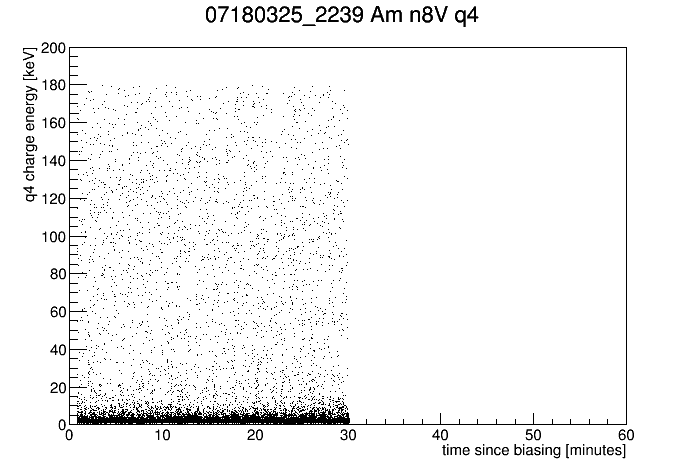 07180325_2239 Am n8V q4
q4 charge energy [keV]
200
180
160
140
120
100
80
60
40
20
0
0 10 20 30 40 50 60
time since biasing [minutes]